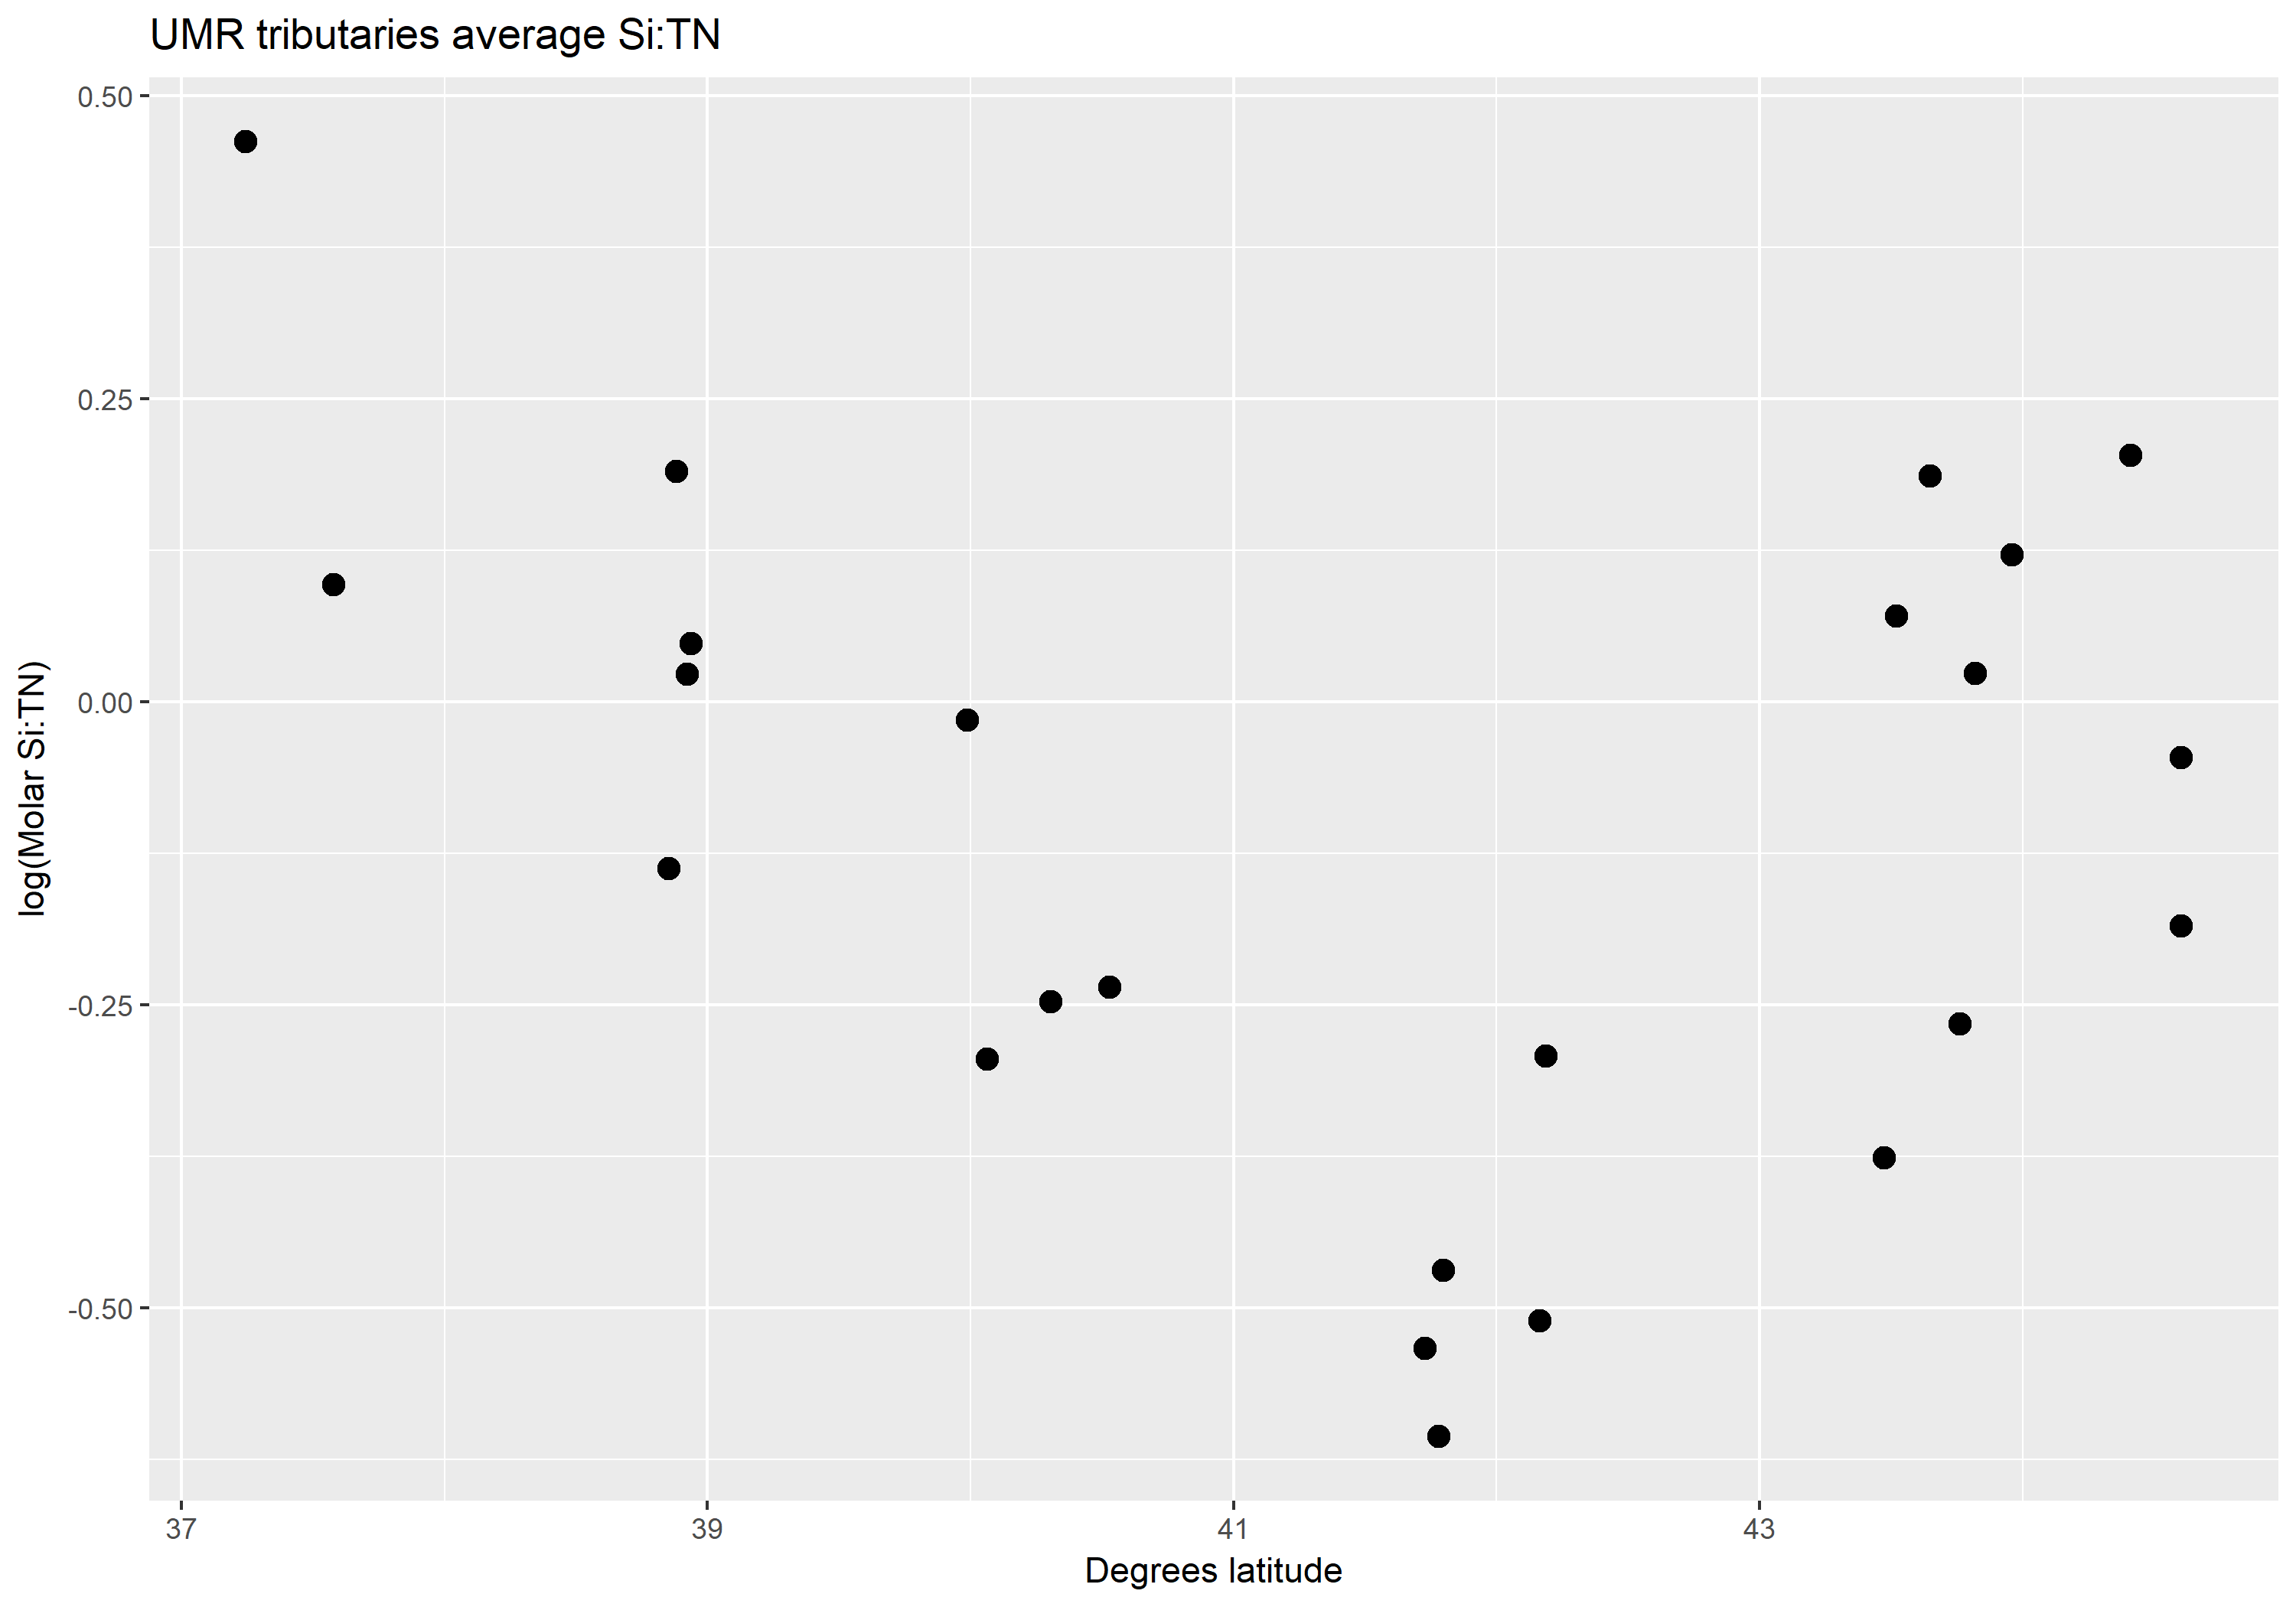 UMR tributaries average Si:TN
0.50
0.25
0.00
-0.25
-0.50
log(Molar Si:TN)
37 39 41 43
Degrees latitude